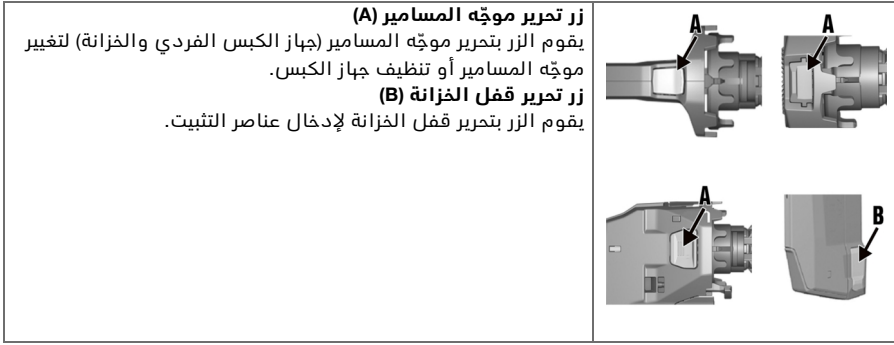 زر تحرير موجّه المسامير (A)
يقوم الزر بتحرير موجّه المسامير (جهاز الكبس الفردي والخزانة) لتغيير
موجّه المسامير أو تنظيف جهاز الكبس.
زر تحرير قفل الخزانة (B)
يقوم الزر بتحرير قفل الخزانة لإدخال عناصر التثبيت.
A
A
A
B